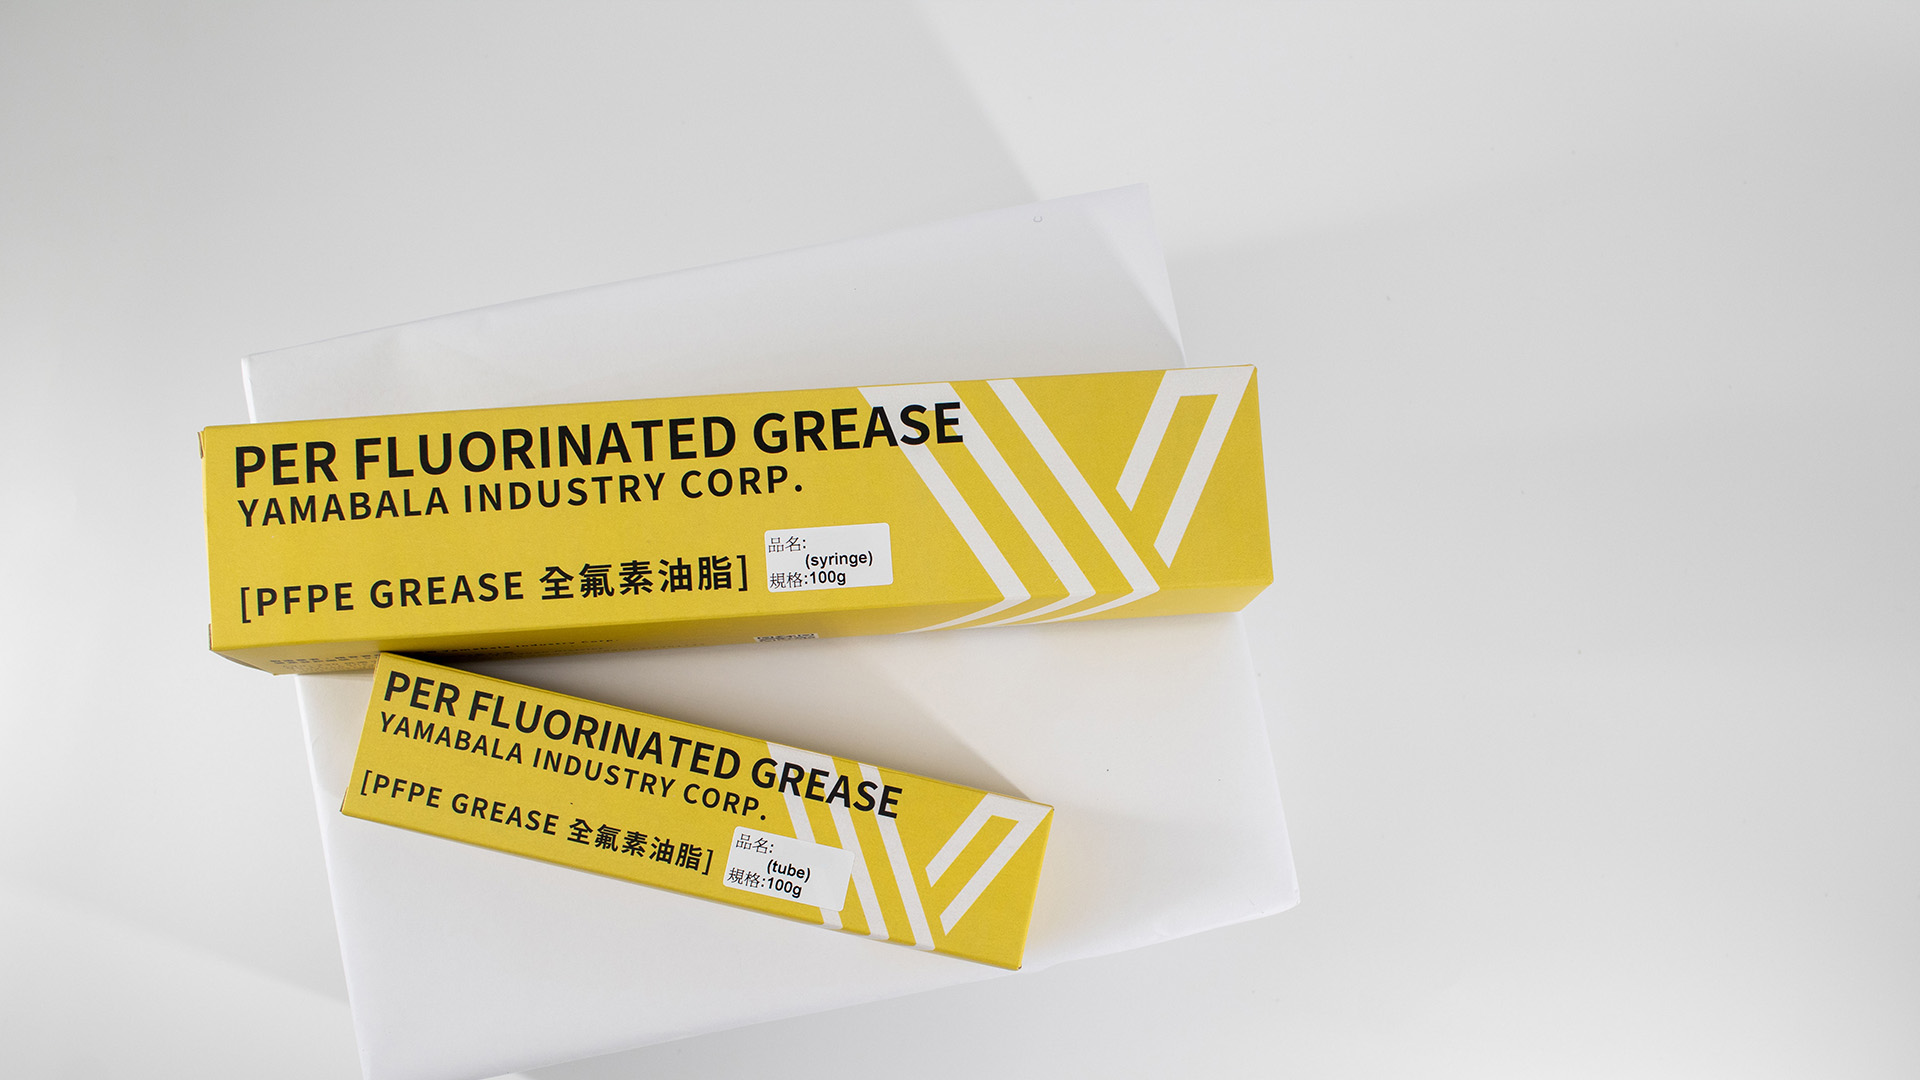 PER FLUORINATED GREASE
YAMABALA INDUSTRY CORP.
[PFPE GREASE 全氟素油脂]
品名:
(syringe)
規格:100g
PER FLUORINATED GREASE
YAMABALA INDUSTRY CORP.
[PFPE GREASE 全氟素油脂]
品名:
(tube)
規格:100g